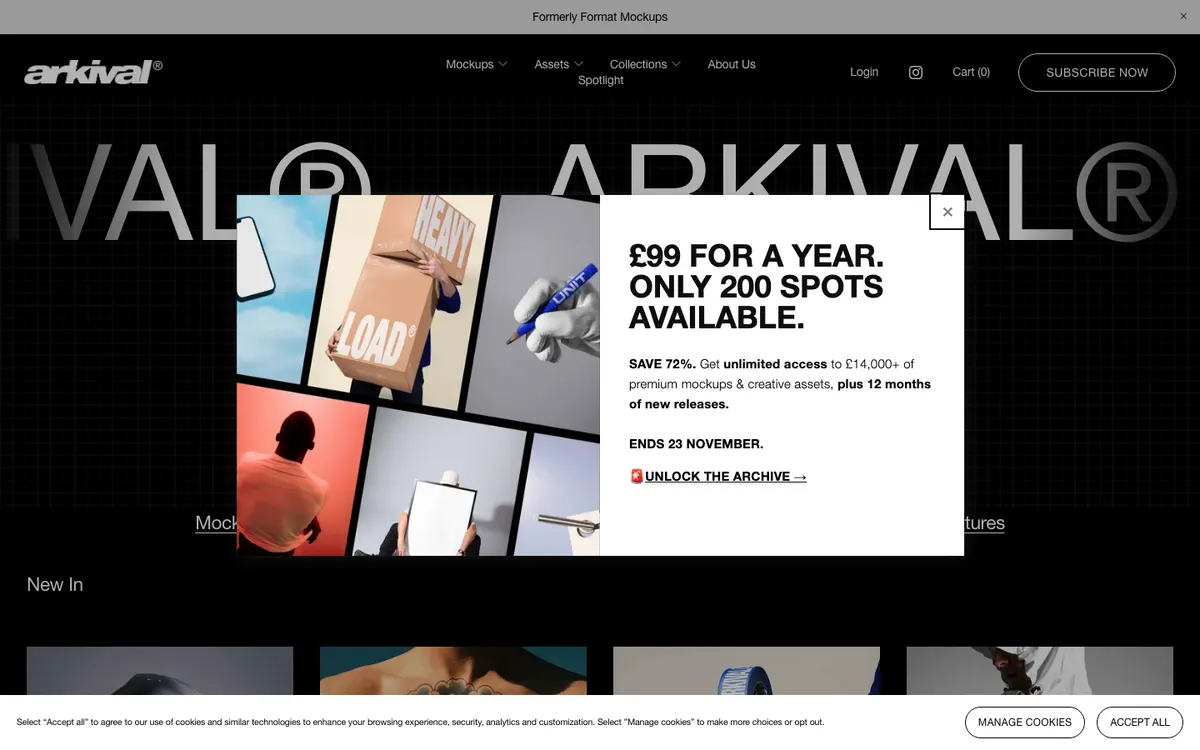 Formerly Format Mockups
×
arkival®
Mockups
Assets
Collections
About Us
Spotlight
Login
Cart (0)
SUBSCRIBE NOW
IVAL® ARKIVAL®
×
HEAVY
LOAD®
UNIT
£99 FOR A YEAR.
ONLY 200 SPOTS
AVAILABLE.
SAVE 72%. Get unlimited access to £14,000+ of
premium mockups & creative assets, plus 12 months
of new releases.
ENDS 23 NOVEMBER.
🚨UNLOCK THE ARCHIVE →
New In
ARKIVAL
Select “Accept all” to agree to our use of cookies and similar technologies to enhance your browsing experience, security, analytics and customization. Select "Manage cookies" to make more choices or opt out.
MANAGE COOKIES
ACCEPT ALL